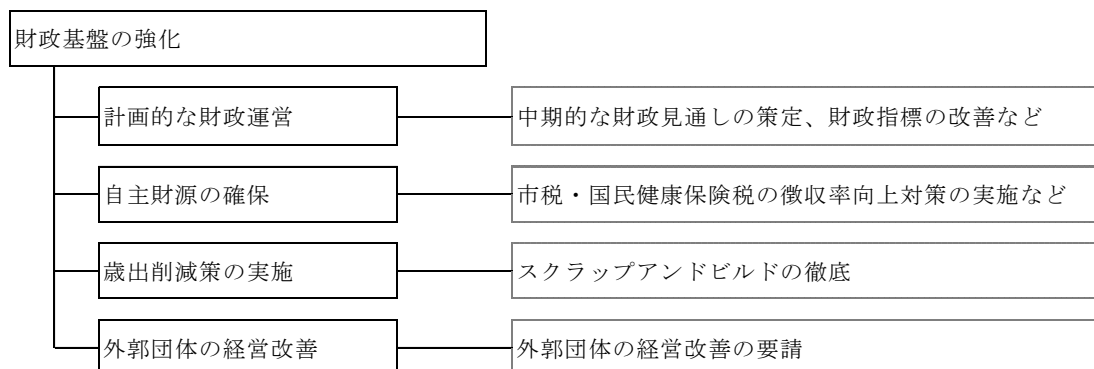 財政基盤の強化
計画的な財政運営
中期的な財政見通しの策定、財政指標の改善など
自主財源の確保
市税・国民健康保険税の徴収率向上対策の実施など
歳出削減策の実施
スクラップアンドビルドの徹底
外郭団体の経営改善
外郭団体の経営改善の要請